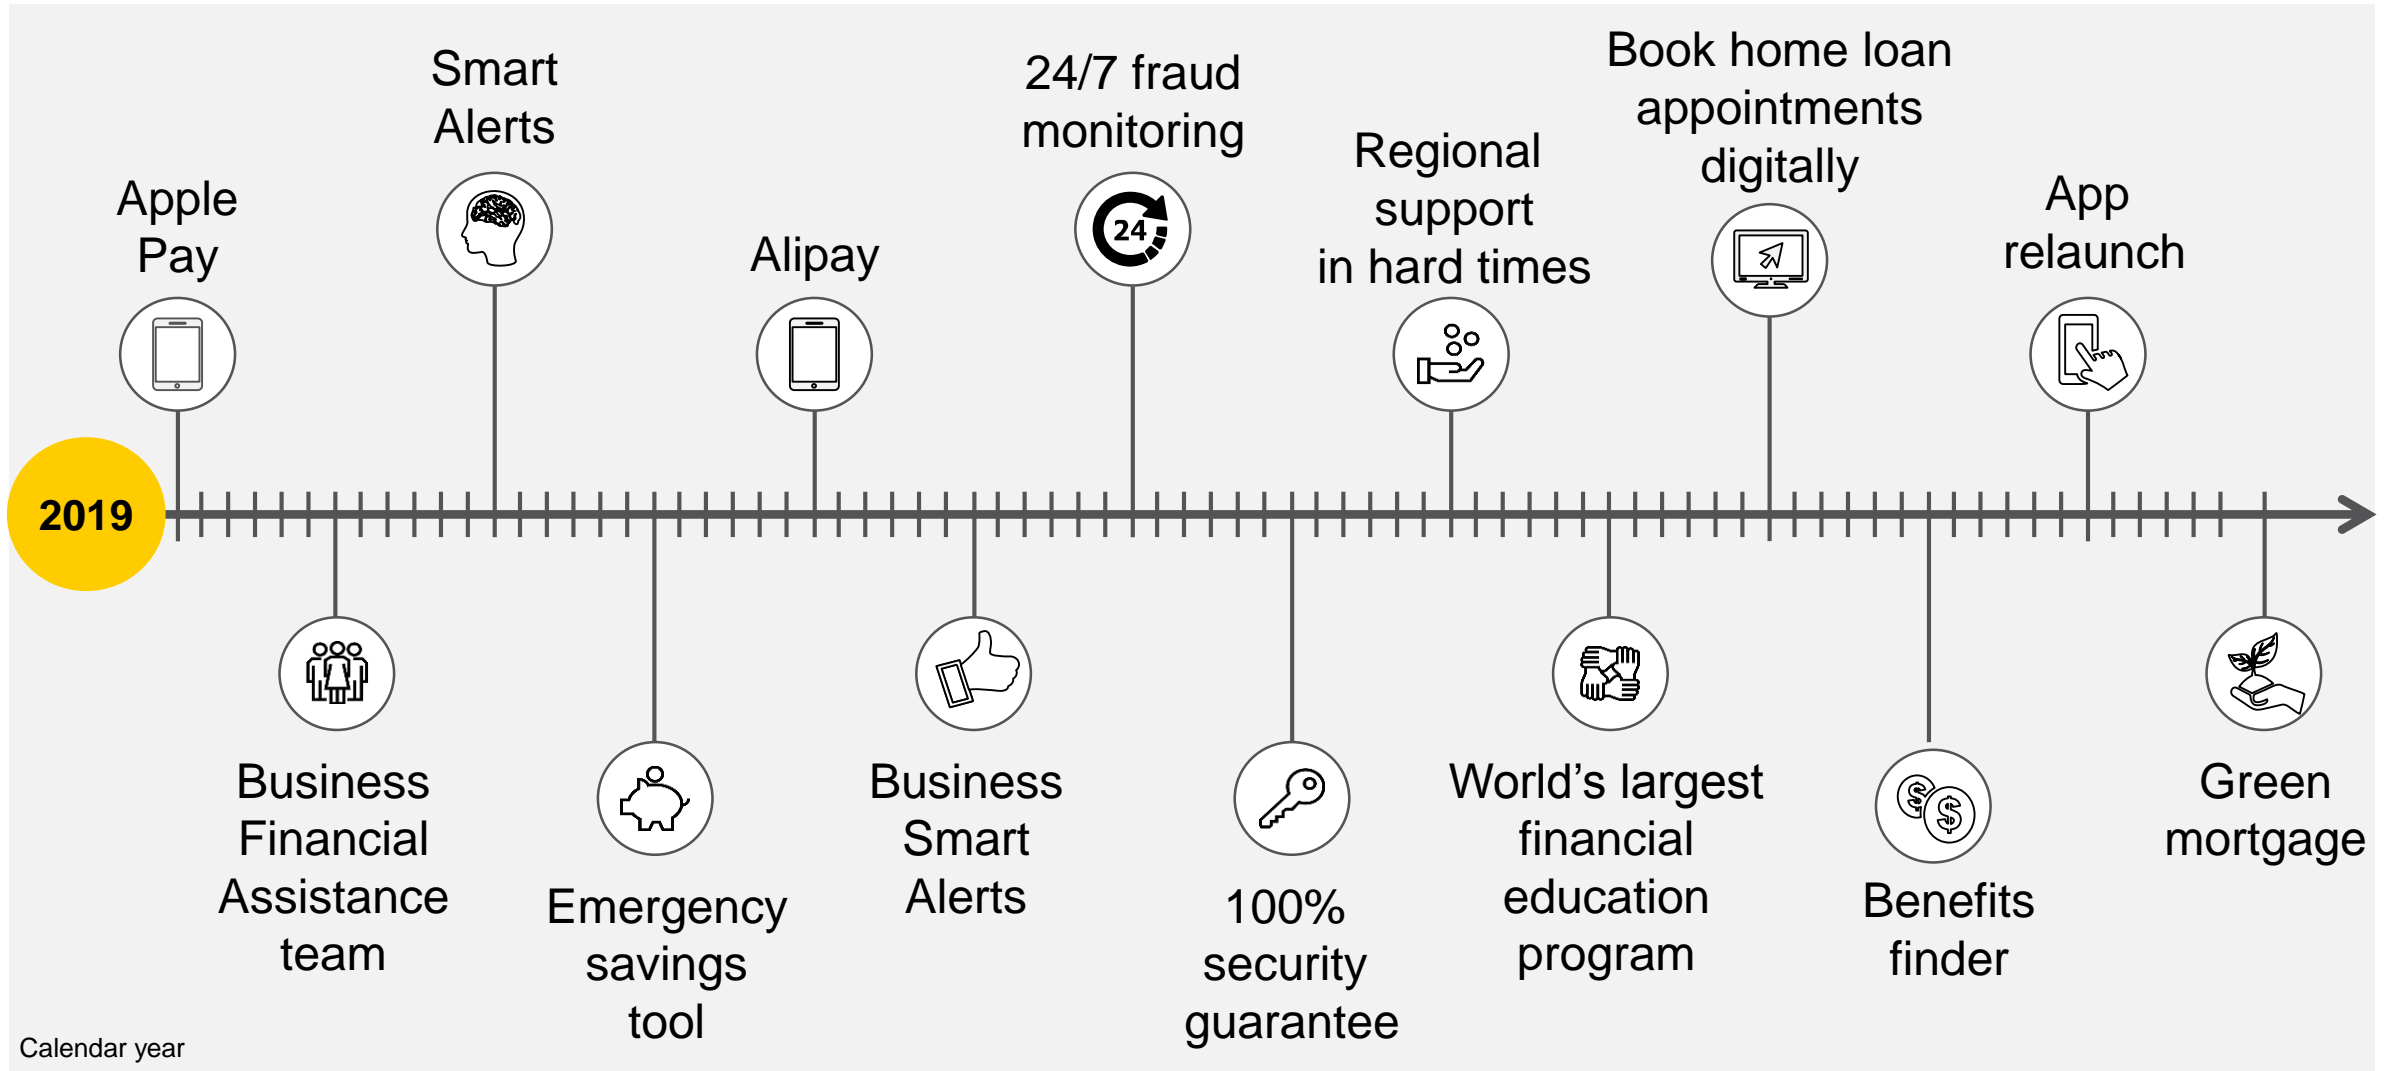 Apple
Pay
Smart
Alerts
Alipay
24/7 fraud
monitoring
24
Regional
support
in hard times
Book home loan
appointments
digitally
App
relaunch
2019
Business
Financial
Assistance
team
Emergency
savings
tool
Business
Smart
Alerts
100%
security
guarantee
World’s largest
financial
education
program
$
$
Benefits
finder
Green
mortgage
Calendar year